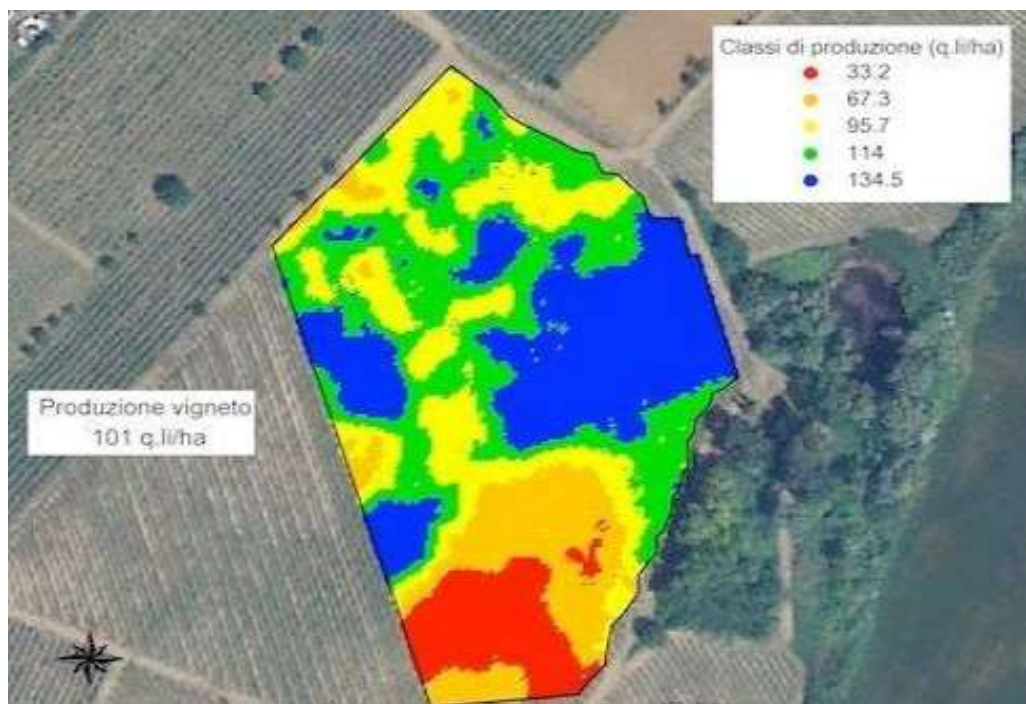 Classi di produzione (q.li/ha)
33.2
67.3
95.7
114
134.5
Produzione vigneto
101 q.li/ha